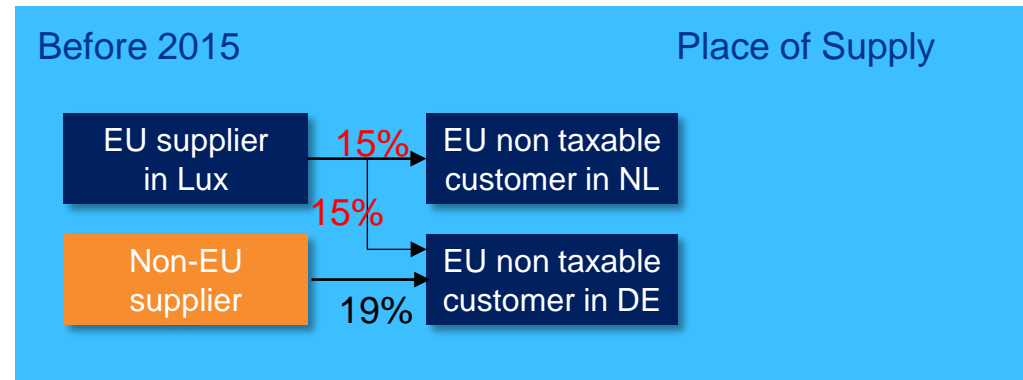 Before 2015
Place of Supply
EU supplier
in Lux
15%
EU non taxable
customer in NL
15%
Non-EU
supplier
19%
EU non taxable
customer in DE